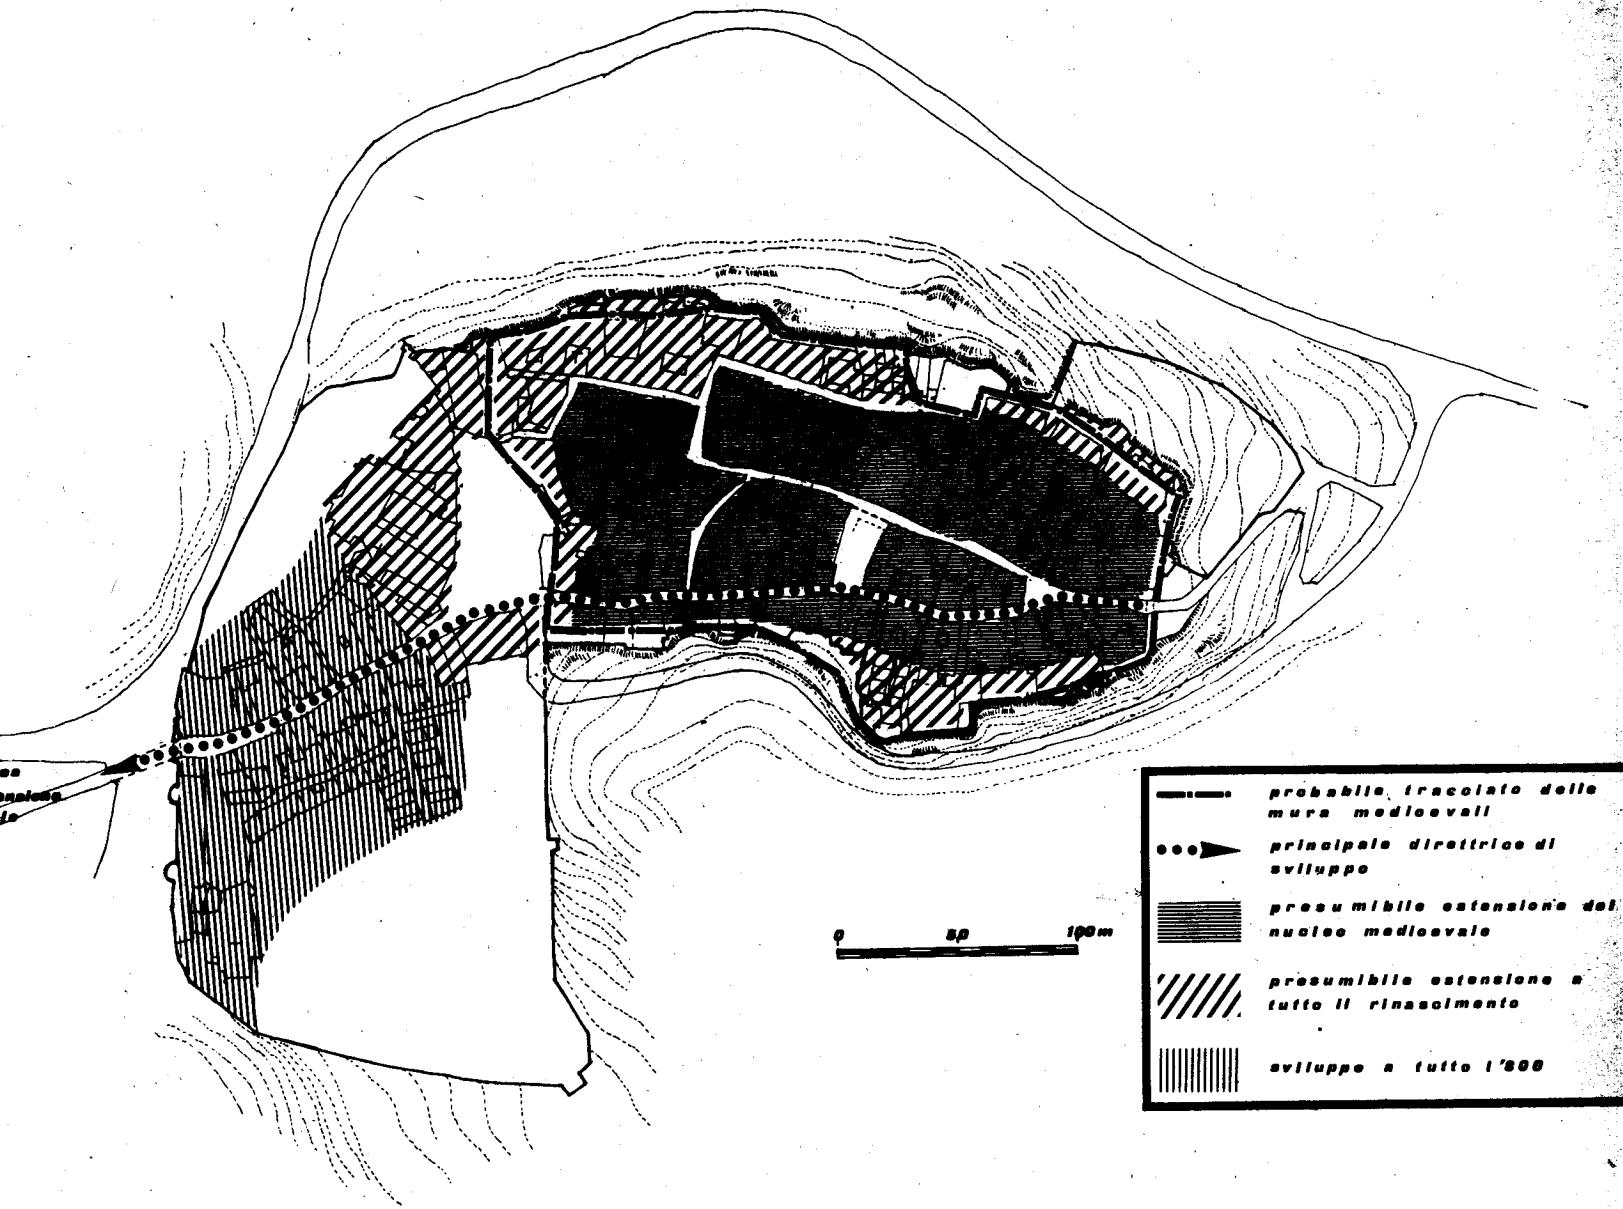 0 50 100m
probabile tracciato delle
mura medioevali
principale direttrice di
sviluppo
presumibile estensione del
nucleo medioevale
presumibile estensione a
tutto il rinascimento
sviluppo a tutto l'800